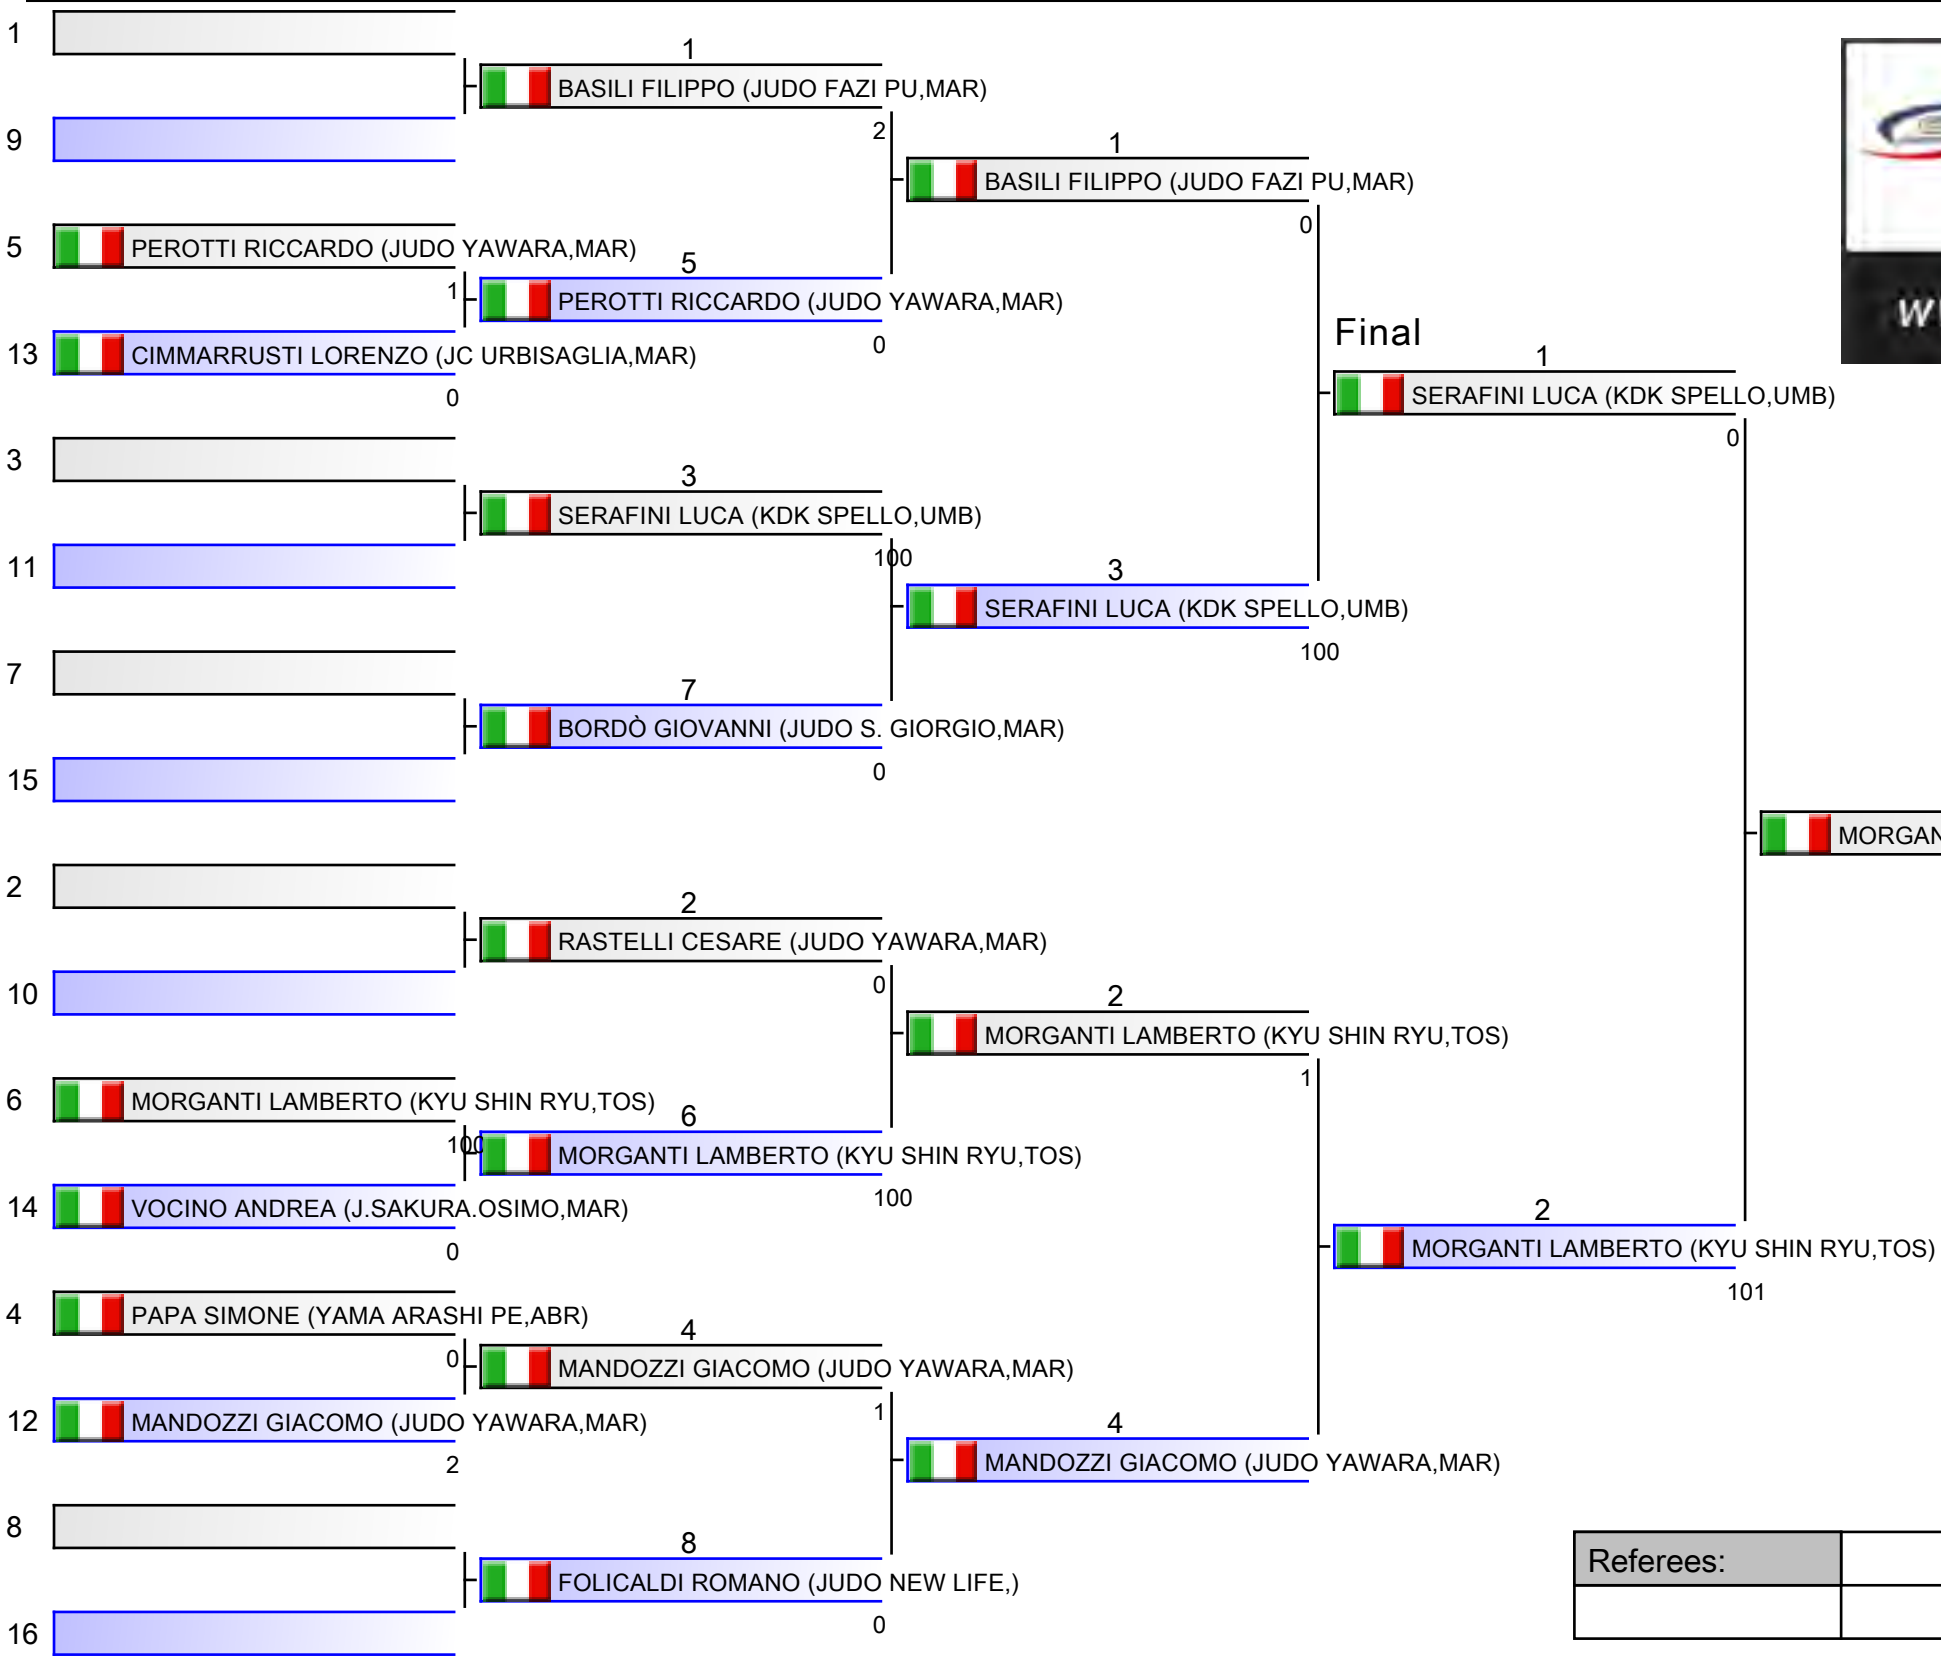 1
1
BASILI FILIPPO (JUDO FAZI PU,MAR)
9
2
1
BASILI FILIPPO (JUDO FAZI PU,MAR)
0
5
PEROTTI RICCARDO (JUDO YAWARA,MAR)
1
5
PEROTTI RICCARDO (JUDO YAWARA,MAR)
0
13
CIMMARRUSTI LORENZO (JC URBISAGLIA,MAR)
0
Final
1
SERAFINI LUCA (KDK SPELLO,UMB)
0
3
3
SERAFINI LUCA (KDK SPELLO,UMB)
100
11
3
SERAFINI LUCA (KDK SPELLO,UMB)
100
7
7
BORDÒ GIOVANNI (JUDO S. GIORGIO,MAR)
0
15
MORGAN
2
2
RASTELLI CESARE (JUDO YAWARA,MAR)
0
10
2
MORGANTI LAMBERTO (KYU SHIN RYU,TOS)
1
6
MORGANTI LAMBERTO (KYU SHIN RYU,TOS)
100
6
MORGANTI LAMBERTO (KYU SHIN RYU,TOS)
100
14
VOCINO ANDREA (J.SAKURA.OSIMO,MAR)
0
2
MORGANTI LAMBERTO (KYU SHIN RYU,TOS)
101
4
PAPA SIMONE (YAMA ARASHI PE,ABR)
0
4
MANDOZZI GIACOMO (JUDO YAWARA,MAR)
1
12
MANDOZZI GIACOMO (JUDO YAWARA,MAR)
2
4
MANDOZZI GIACOMO (JUDO YAWARA,MAR)
8
8
FOLICALDI ROMANO (JUDO NEW LIFE,)
0
16
Referees: